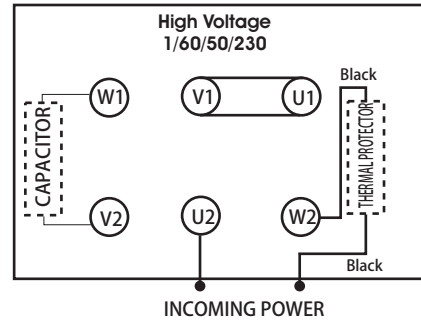 High Voltage
1/60/50/230
Black
W1
V1
U1
CAPACITOR
THERMAL PROTECTOR
V2
U2
W2
Black
INCOMING POWER